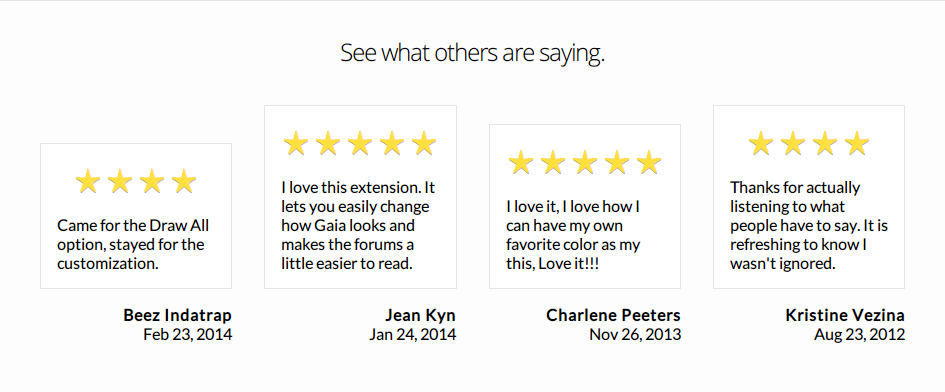 See what others are saying.
Came for the Draw All
option, stayed for the
customization.
Beez Indatrap
Feb 23, 2014
I love this extension. It
lets you easily change
how Gaia looks and
makes the forums a
little easier to read.
Jean Kyn
Jan 24, 2014
I love it, I love how I
can have my own
favorite color as my
this, Love it!!!
Charlene Peeters
Nov 26, 2013
Thanks for actually
listening to what
people have to say. It is
refreshing to know I
wasn't ignored.
Kristine Vezina
Aug 23, 2012